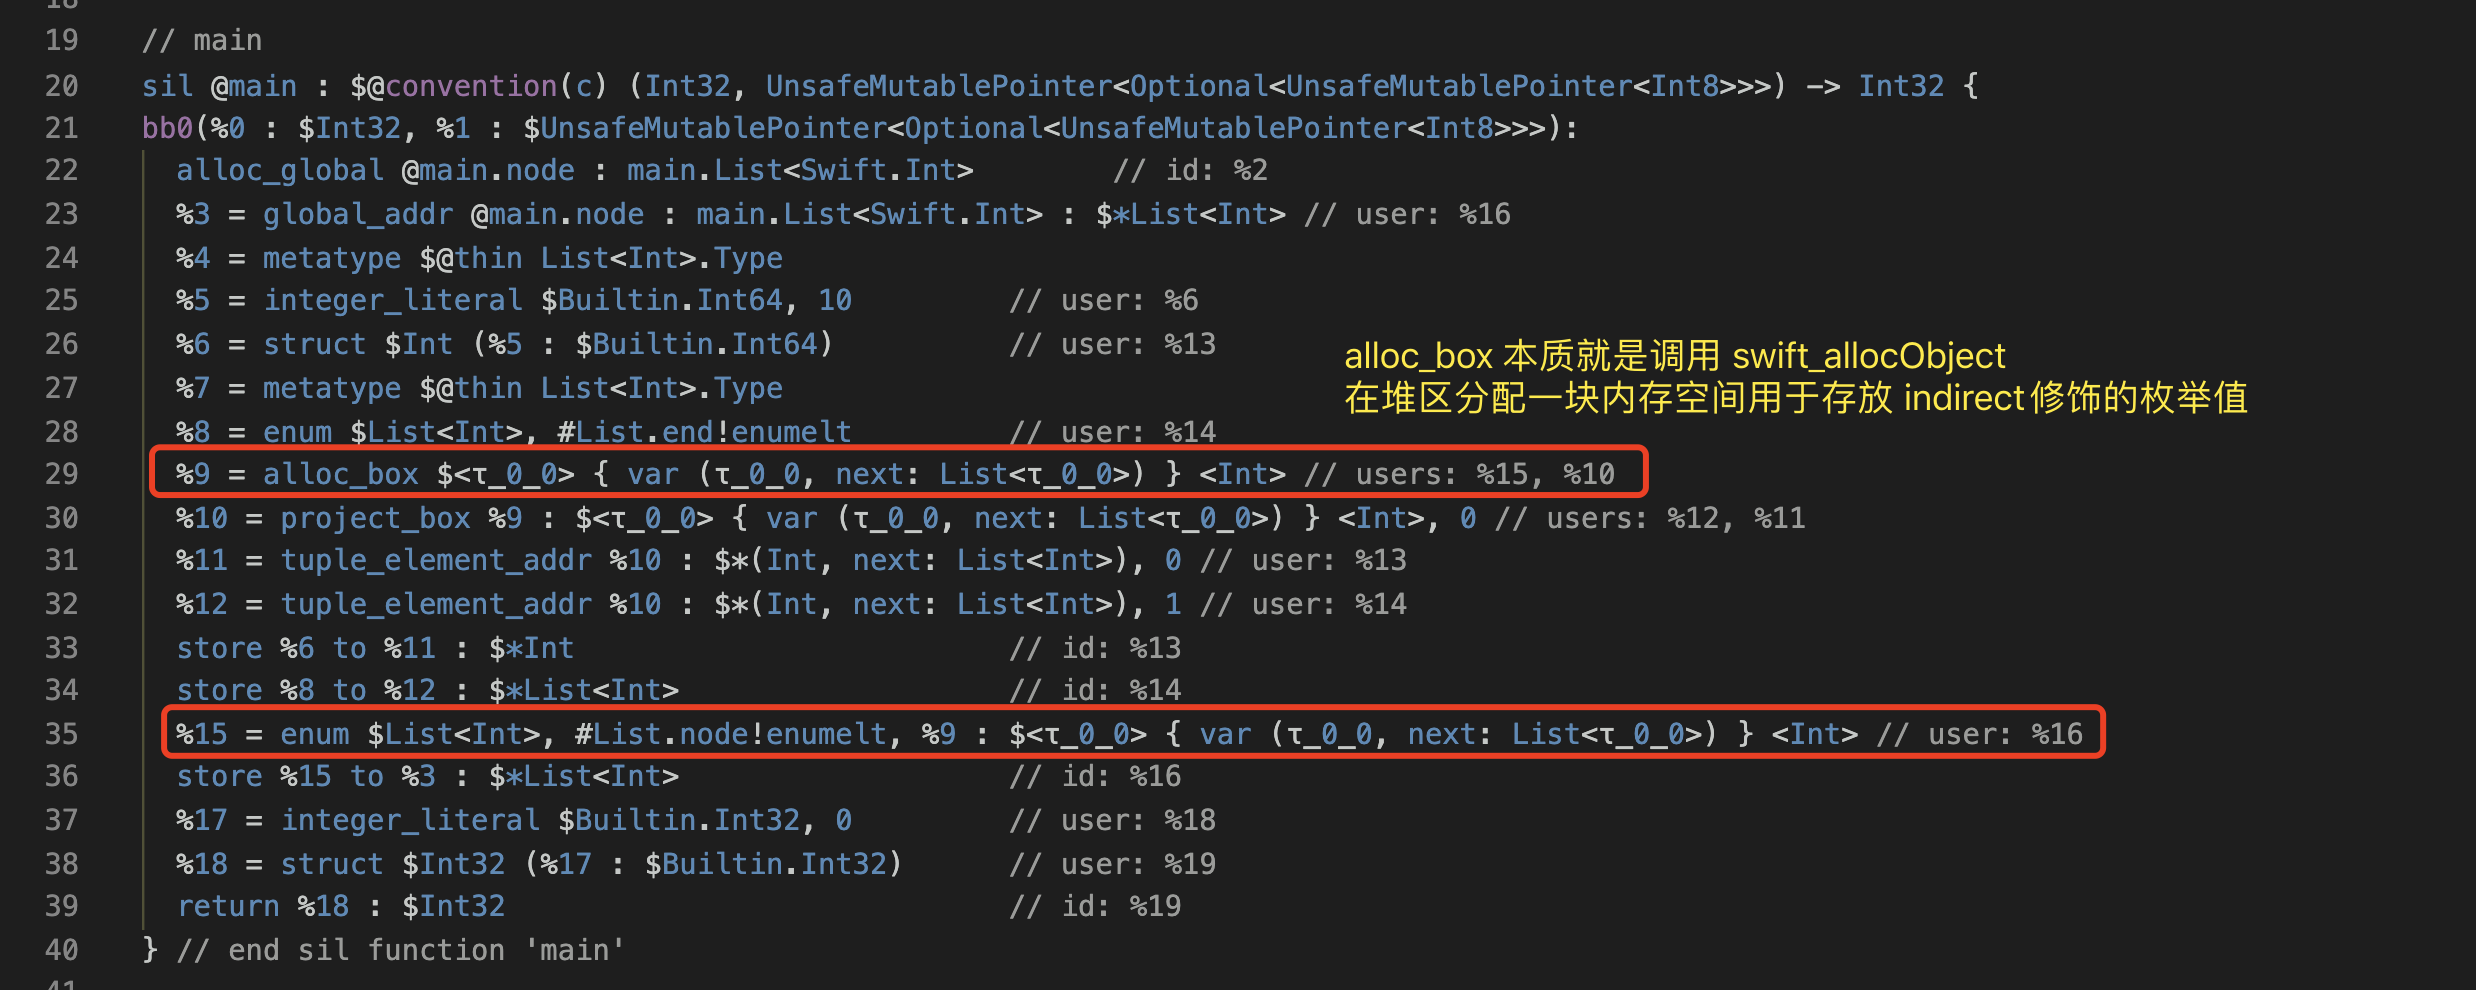 18
19 // main
20 sil @main : $@convention(c) (Int32, UnsafeMutablePointer<Optional<UnsafeMutablePointer<Int8>>>) -> Int32 {
21 bb0(%0 : $Int32, %1 : $UnsafeMutablePointer<Optional<UnsafeMutablePointer<Int8>>>):
22 alloc_global @main.node : main.List<Swift.Int> // id: %2
23 %3 = global_addr @main.node : main.List<Swift.Int> : $*List<Int> // user: %16
24 %4 = metatype $@thin List<Int>.Type
25 %5 = integer_literal $Builtin.Int64, 10 // user: %6
26 %6 = struct $Int (%5 : $Builtin.Int64) // user: %13
alloc_box 本质就是调用 swift_allocObject
27 %7 = metatype $@thin List<Int>.Type
在堆区分配一块内存空间用于存放 indirect修饰的枚举值
28 %8 = enum $List<Int>, #List.end!enumelt // user: %14
29 %9 = alloc_box $<τ_0_0> { var (τ_0_0, next: List<τ_0_0>) } <Int> // users: %15, %10
30 %10 = project_box %9 : $<τ_0_0> { var (τ_0_0, next: List<τ_0_0>) } <Int>, 0 // users: %12, %11
31 %11 = tuple_element_addr %10 : $*(Int, next: List<Int>), 0 // user: %13
32 %12 = tuple_element_addr %10 : $*(Int, next: List<Int>), 1 // user: %14
33 store %6 to %11 : $*Int // id: %13
34 store %8 to %12 : $*List<Int> // id: %14
35 %15 = enum $List<Int>, #List.node!enumelt, %9 : $<τ_0_0> { var (τ_0_0, next: List<τ_0_0>) } <Int> // user: %16
36 store %15 to %3 : $*List<Int> // id: %16
37 %17 = integer_literal $Builtin.Int32, 0 // user: %18
38 %18 = struct $Int32 (%17 : $Builtin.Int32) // user: %19
39 return %18 : $Int32 // id: %19
40 } // end sil function 'main'
41